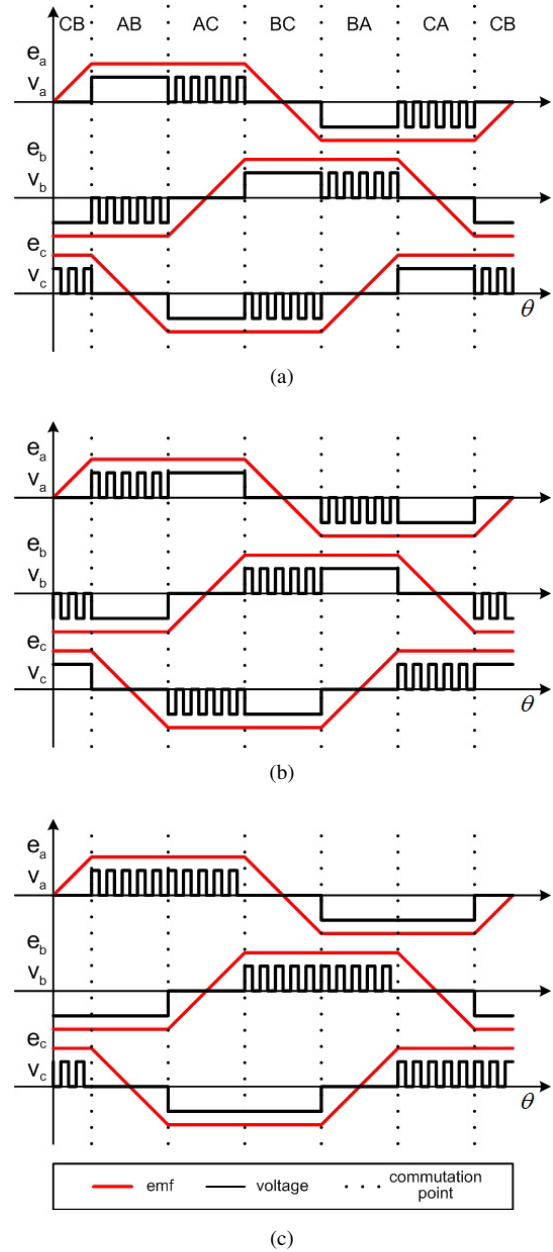 CB AB AC BC BA CA CB
e_a
v_a
e_b
v_b
e_c
v_c
θ
(a)
e_a
v_a
e_b
v_b
e_c
v_c
θ
(b)
e_a
v_a
e_b
v_b
e_c
v_c
θ
emf voltage commutation
point
(c)